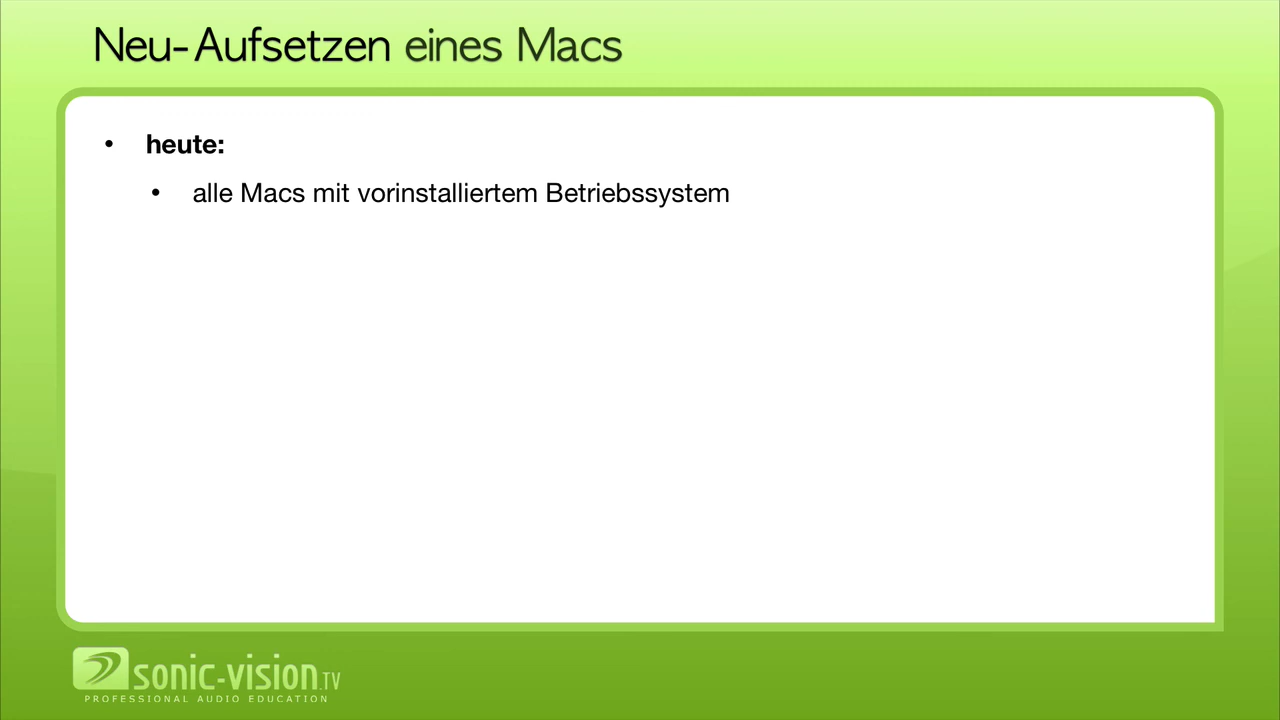 Neu-Aufsetzen eines Macs
• heute:
• alle Macs mit vorinstalliertem Betriebssystem
sonic-vision.TV
PROFESSIONAL AUDIO EDUCATION